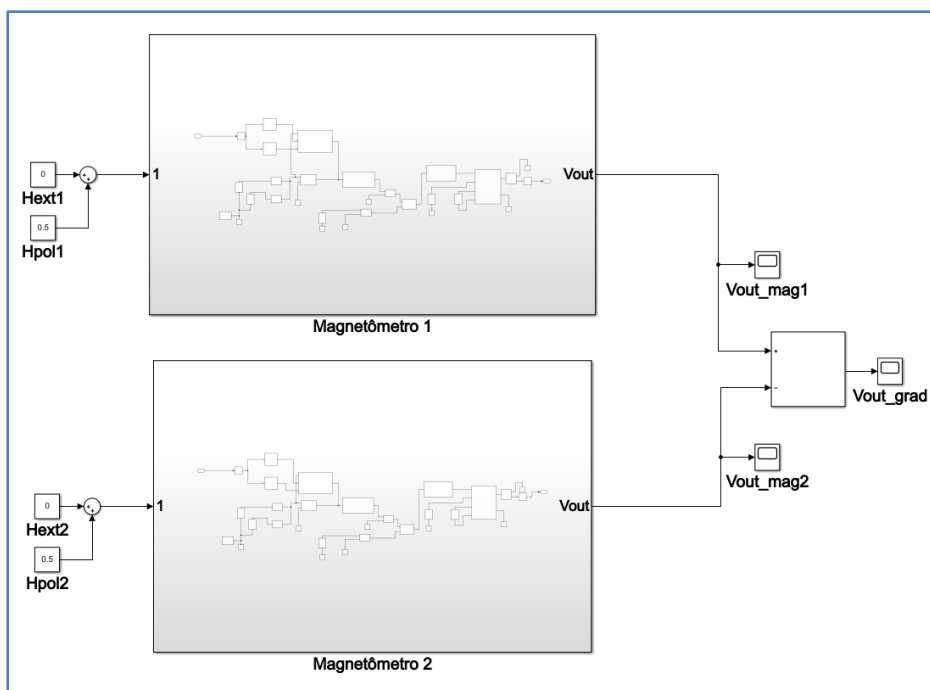 0
Hext1
0.5
Hpol1
+
+
1
Vout
Magnetômetro 1
Vout_mag1
+
−
Vout_grad
0
Hext2
0.5
Hpol2
+
+
1
Vout
Magnetômetro 2
Vout_mag2